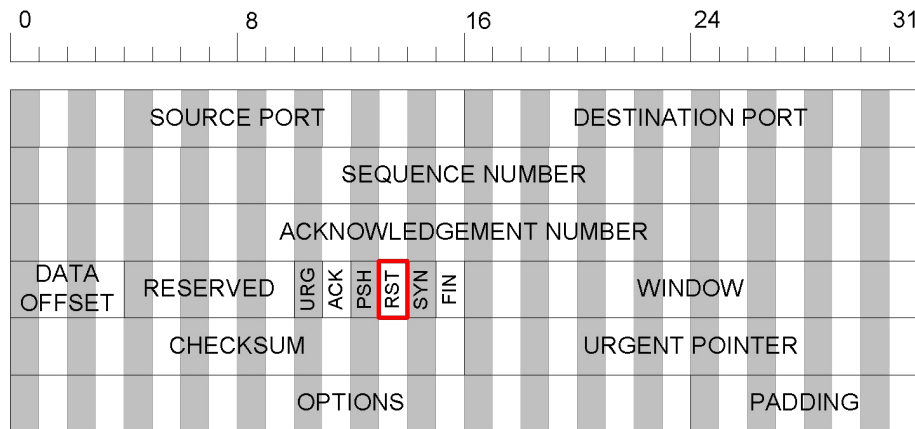 0 8 16 24 31
SOURCE PORT DESTINATION PORT
SEQUENCE NUMBER
ACKNOWLEDGEMENT NUMBER
DATA OFFSET RESERVED URG ACK PSH RST SYN FIN WINDOW
CHECKSUM URGENT POINTER
OPTIONS PADDING